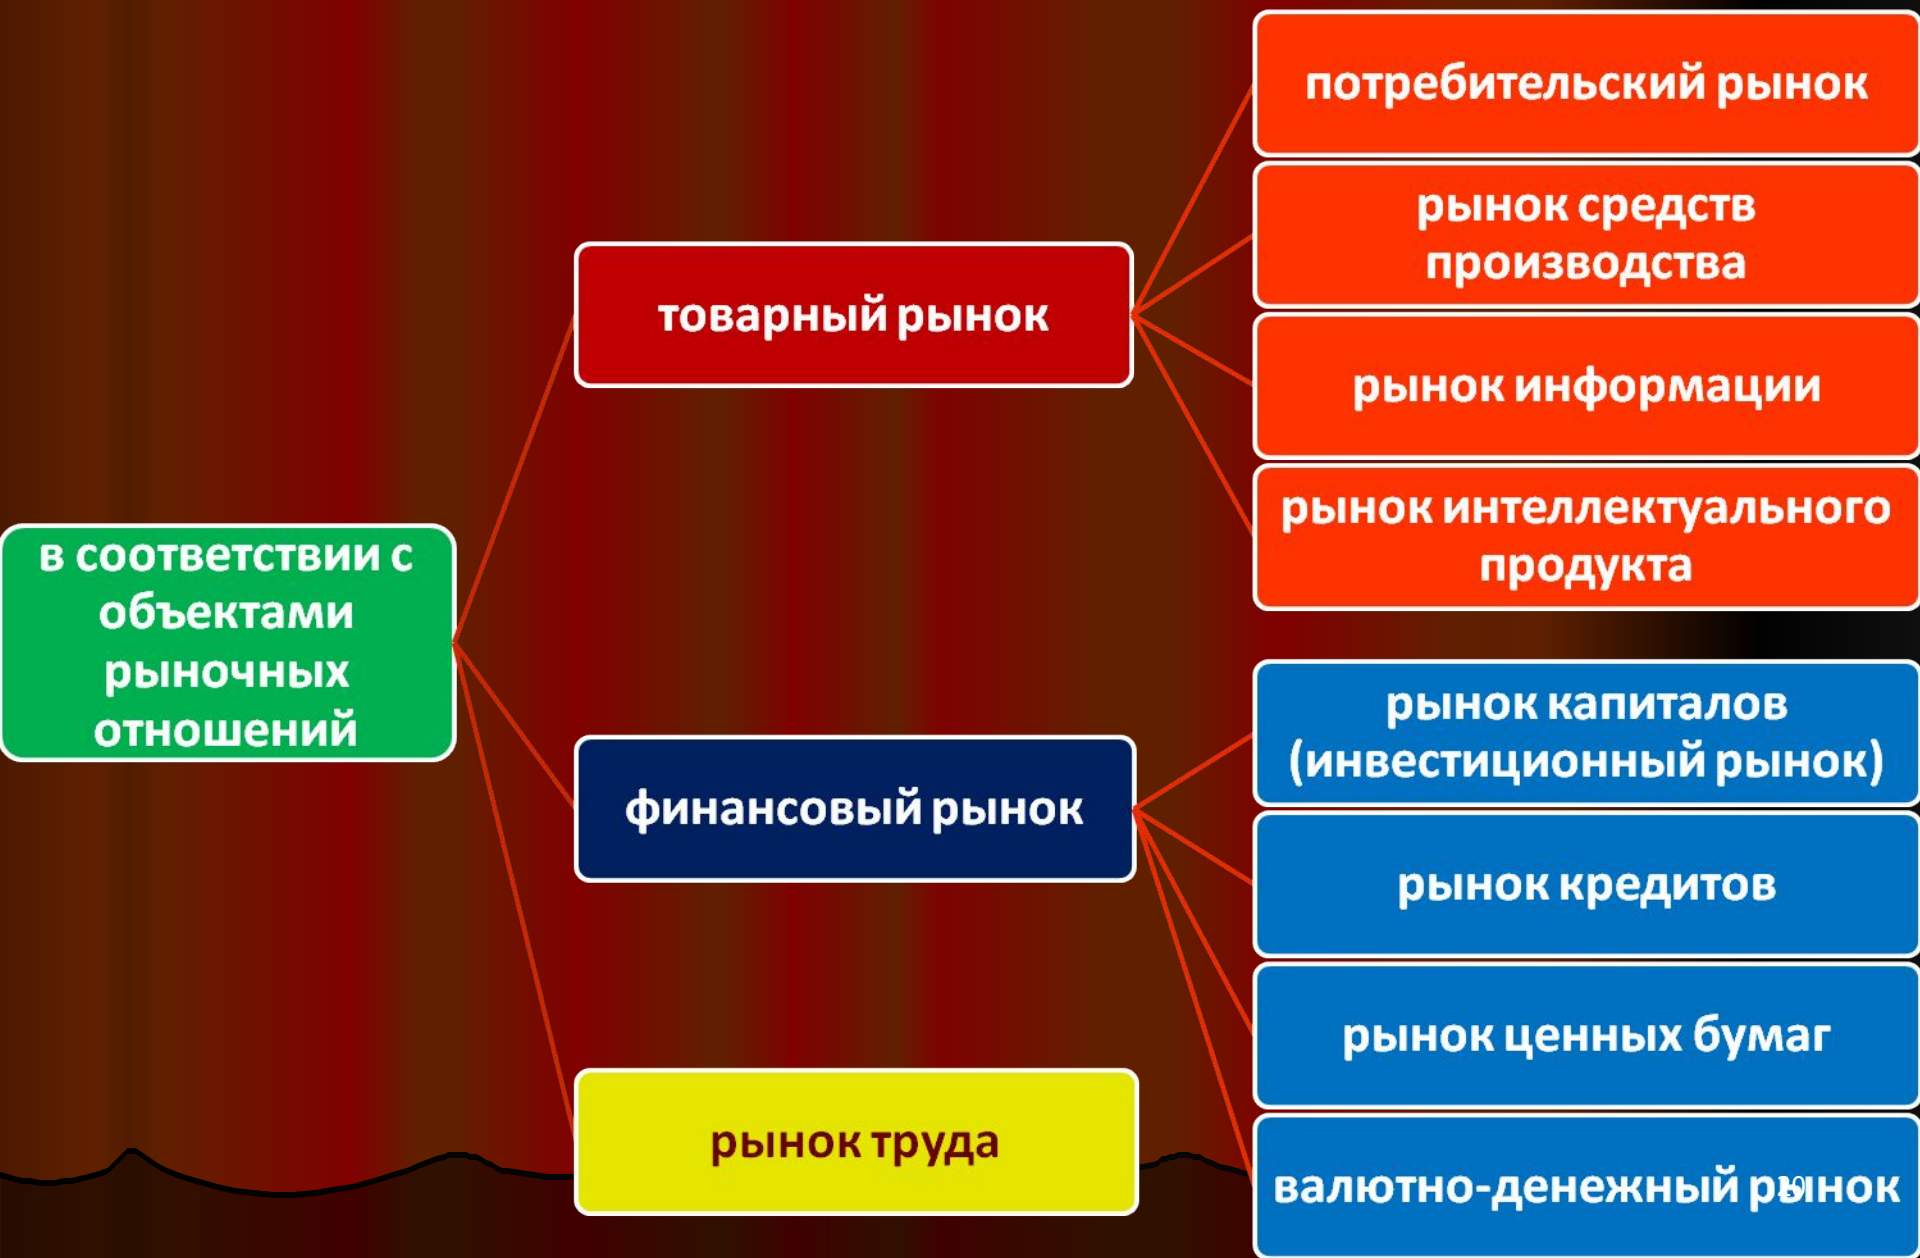 в соответствии с
объектами
рыночных
отношений
товарный рынок
потребительский рынок
рынок средств
производства
рынок информации
рынок интеллектуального
продукта
финансовый рынок
рынок капиталов
(инвестиционный рынок)
рынок кредитов
рынок ценных бумаг
валютно-денежный рынок
рынок труда